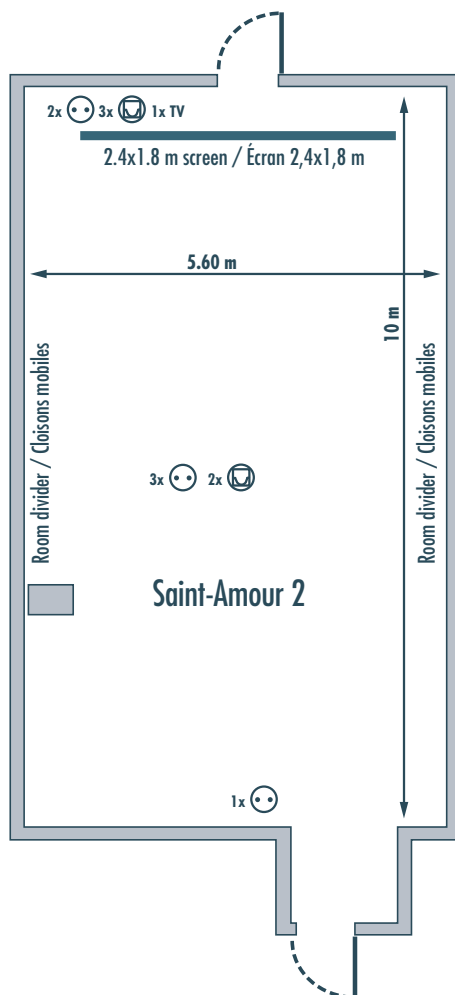 2x 3x 1x TV
2.4x1.8 m screen / Écran 2,4x1,8 m
5.60 m
10 m
Room divider / Cloisons mobiles
Room divider / Cloisons mobiles
3x 2x
Saint-Amour 2
1x